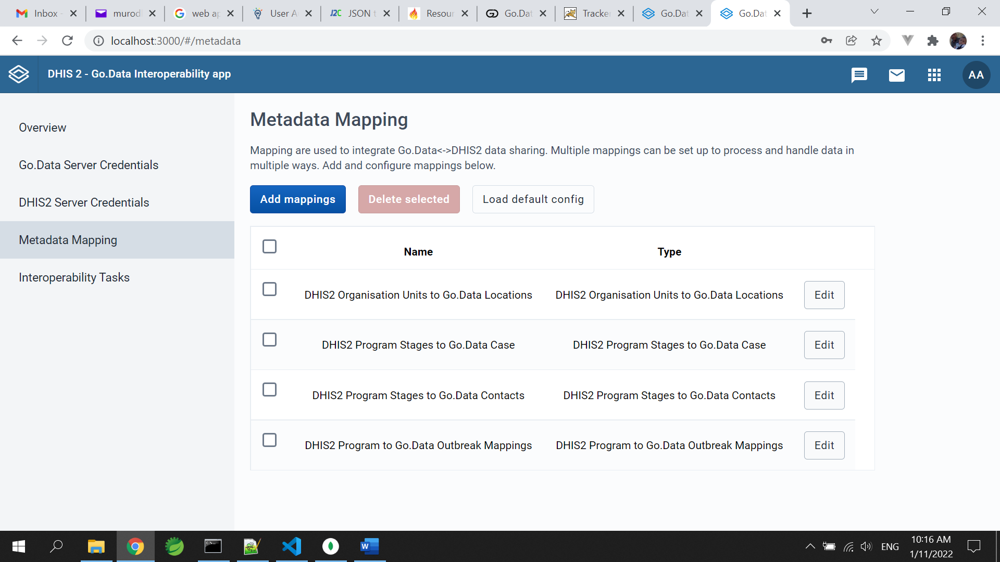 Inbox -
murod
web ap
User A
J2C JSON t
Resour
Go.Dat
Tracker
Go.Dat
Go.Dat
localhost:3000/#/metadata
DHIS 2 - Go.Data Interoperability app
AA
Overview
Go.Data Server Credentials
DHIS2 Server Credentials
Metadata Mapping
Interoperability Tasks
Metadata Mapping
Mapping are used to integrate Go.Data<->DHIS2 data sharing. Multiple mappings can be set up to process and handle data in
multiple ways. Add and configure mappings below.
Add mappings
Delete selected
Load default config
Name
Type
DHIS2 Organisation Units to Go.Data Locations
DHIS2 Organisation Units to Go.Data Locations
Edit
DHIS2 Program Stages to Go.Data Case
DHIS2 Program Stages to Go.Data Case
Edit
DHIS2 Program Stages to Go.Data Contacts
DHIS2 Program Stages to Go.Data Contacts
Edit
DHIS2 Program to Go.Data Outbreak Mappings
DHIS2 Program to Go.Data Outbreak Mappings
Edit
ENG
10:16 AM
1/11/2022